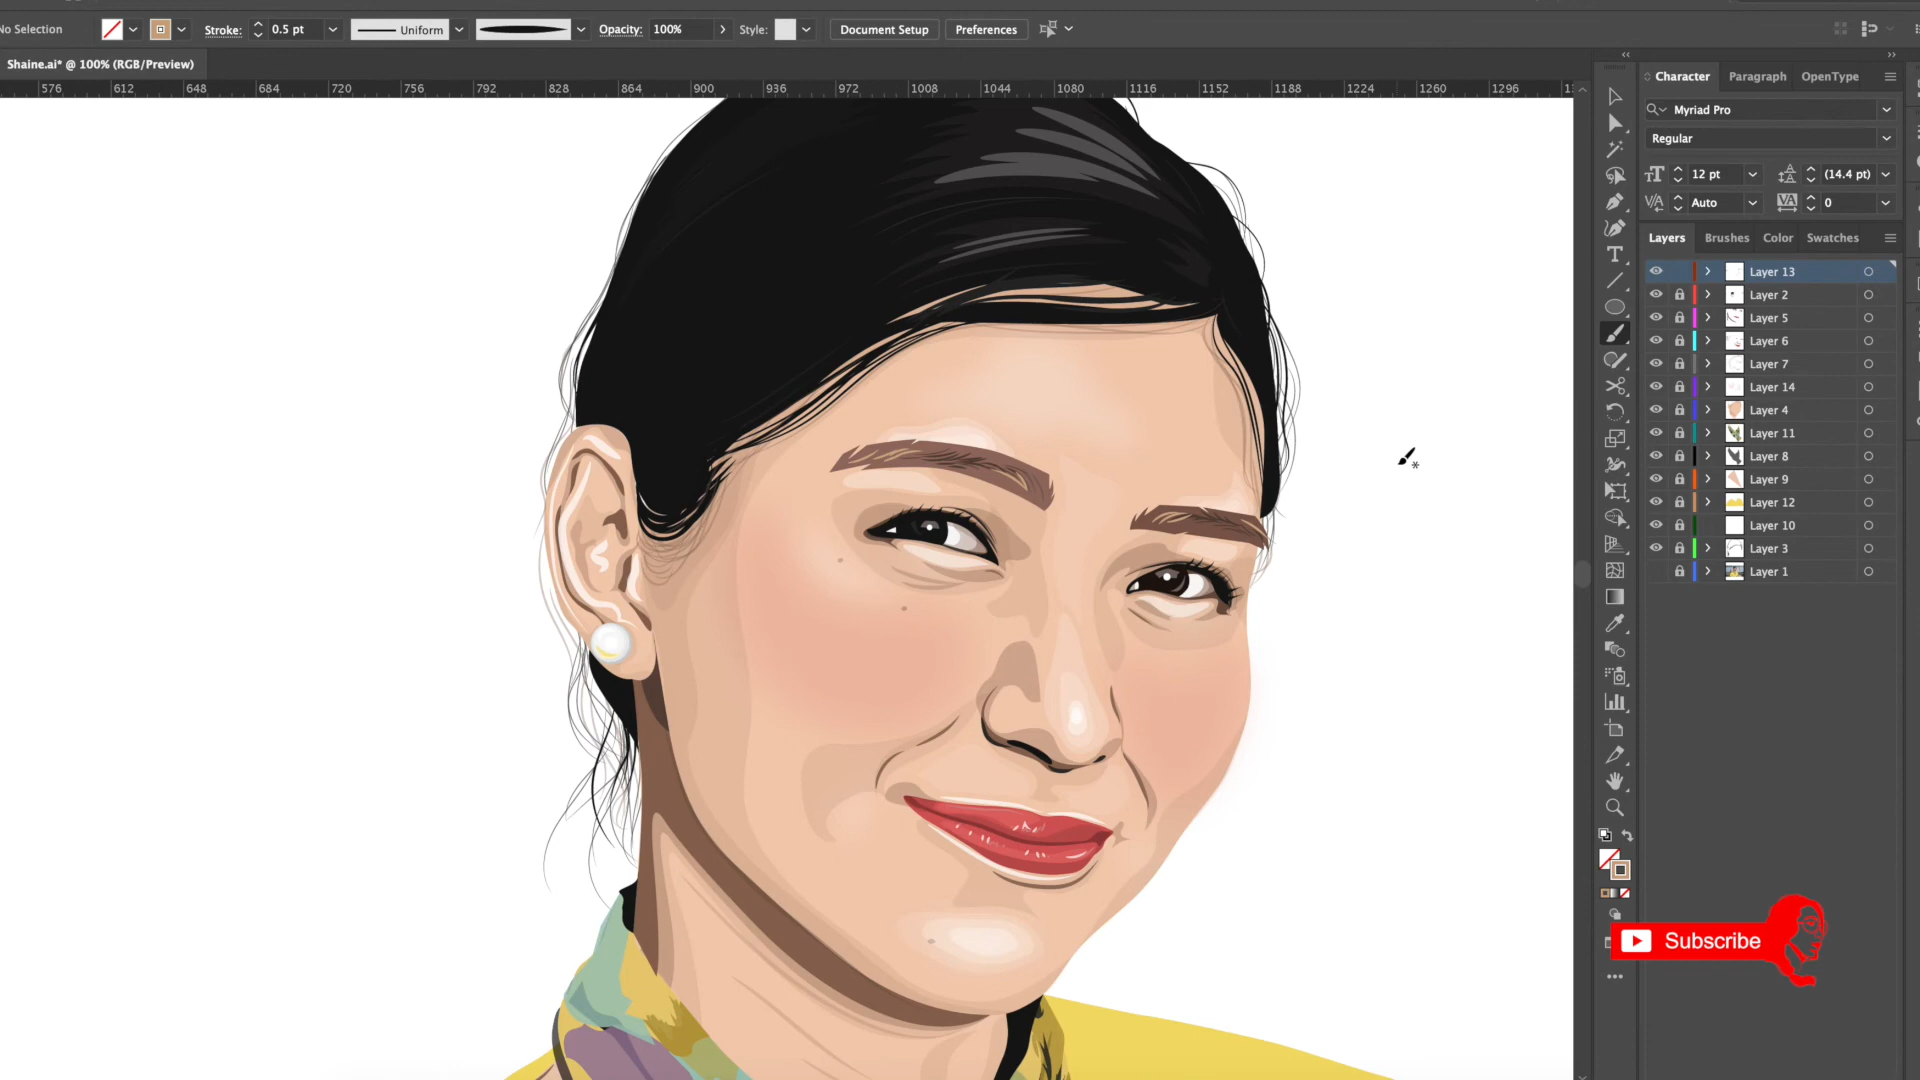 No Selection Stroke: 0.5 pt Uniform Opacity: 100% Style: Document Setup Preferences
Shaine.ai* @ 100% (RGB/Preview)
576 612 648 684 720 756 792 828 864 900 936 972 1008 1044 1080 1116 1152 1188 1224 1260 1296
Character Paragraph OpenType
Myriad Pro
Regular
12 pt (14.4 pt)
Auto 0
Layers Brushes Color Swatches
Layer 13
Layer 2
Layer 5
Layer 6
Layer 7
Layer 14
Layer 4
Layer 11
Layer 8
Layer 9
Layer 12
Layer 10
Layer 3
Layer 1
Subscribe